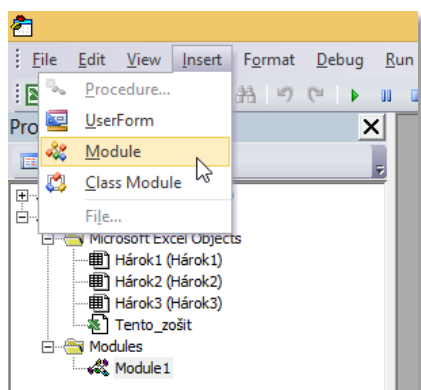 File Edit View Insert Format Debug Run
Procedure...
UserForm
Pro
Module
Class Module
File...
Microsoft Excel Objects
Hárok1 (Hárok1)
Hárok2 (Hárok2)
Hárok3 (Hárok3)
Tento_zošit
Modules
Module1